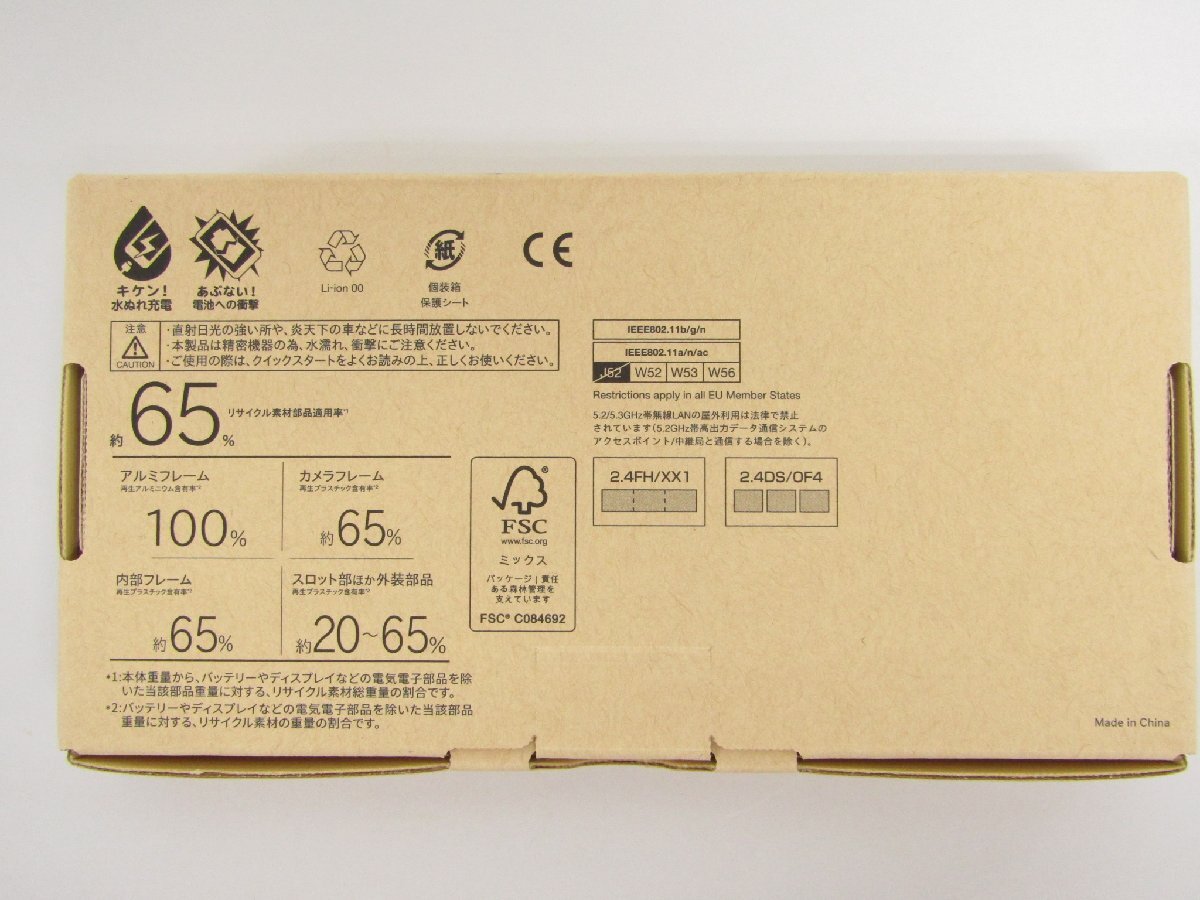 キケン！
水ぬれ充電
あぶない！
電池への衝撃
Li-ion 00
紙
個装箱
保護シート
CE
注意
CAUTION
・直射日光の強い所や、炎天下の車などに長時間放置しないでください。
・本製品は精密機器の為、水濡れ、衝撃にご注意ください。
・ご使用の際は、クイックスタートをよくお読みの上、正しくお使いください。
IEEE802.11b/g/n
IEEE802.11a/n/ac
J52 W52 W53 W56
Restrictions apply in all EU Member States
5.2/5.3GHz帯無線LANの屋外利用は法律で禁止
されています（5.2GHz帯高出力データ通信システムの
アクセスポイント/中継局と通信する場合を除く）。
2.4FH/XX1
2.4DS/OF4
約65% リサイクル素材部品適用率*1
アルミフレーム
再生アルミニウム含有率*2
100%
カメラフレーム
再生プラスチック含有率*2
約65%
内部フレーム
再生プラスチック含有率*2
約65%
スロット部ほか外装部品
再生プラスチック含有率*2
約20～65%
FSC
www.fsc.org
ミックス
パッケージ｜責任
ある森林管理を
支えています
FSC® C084692
*1:本体重量から、バッテリーやディスプレイなどの電気電子部品を除
いた当該部品重量に対する、リサイクル素材総重量の割合です。
*2:バッテリーやディスプレイなどの電気電子部品を除いた当該部品
重量に対する、リサイクル素材の重量の割合です。
Made in China